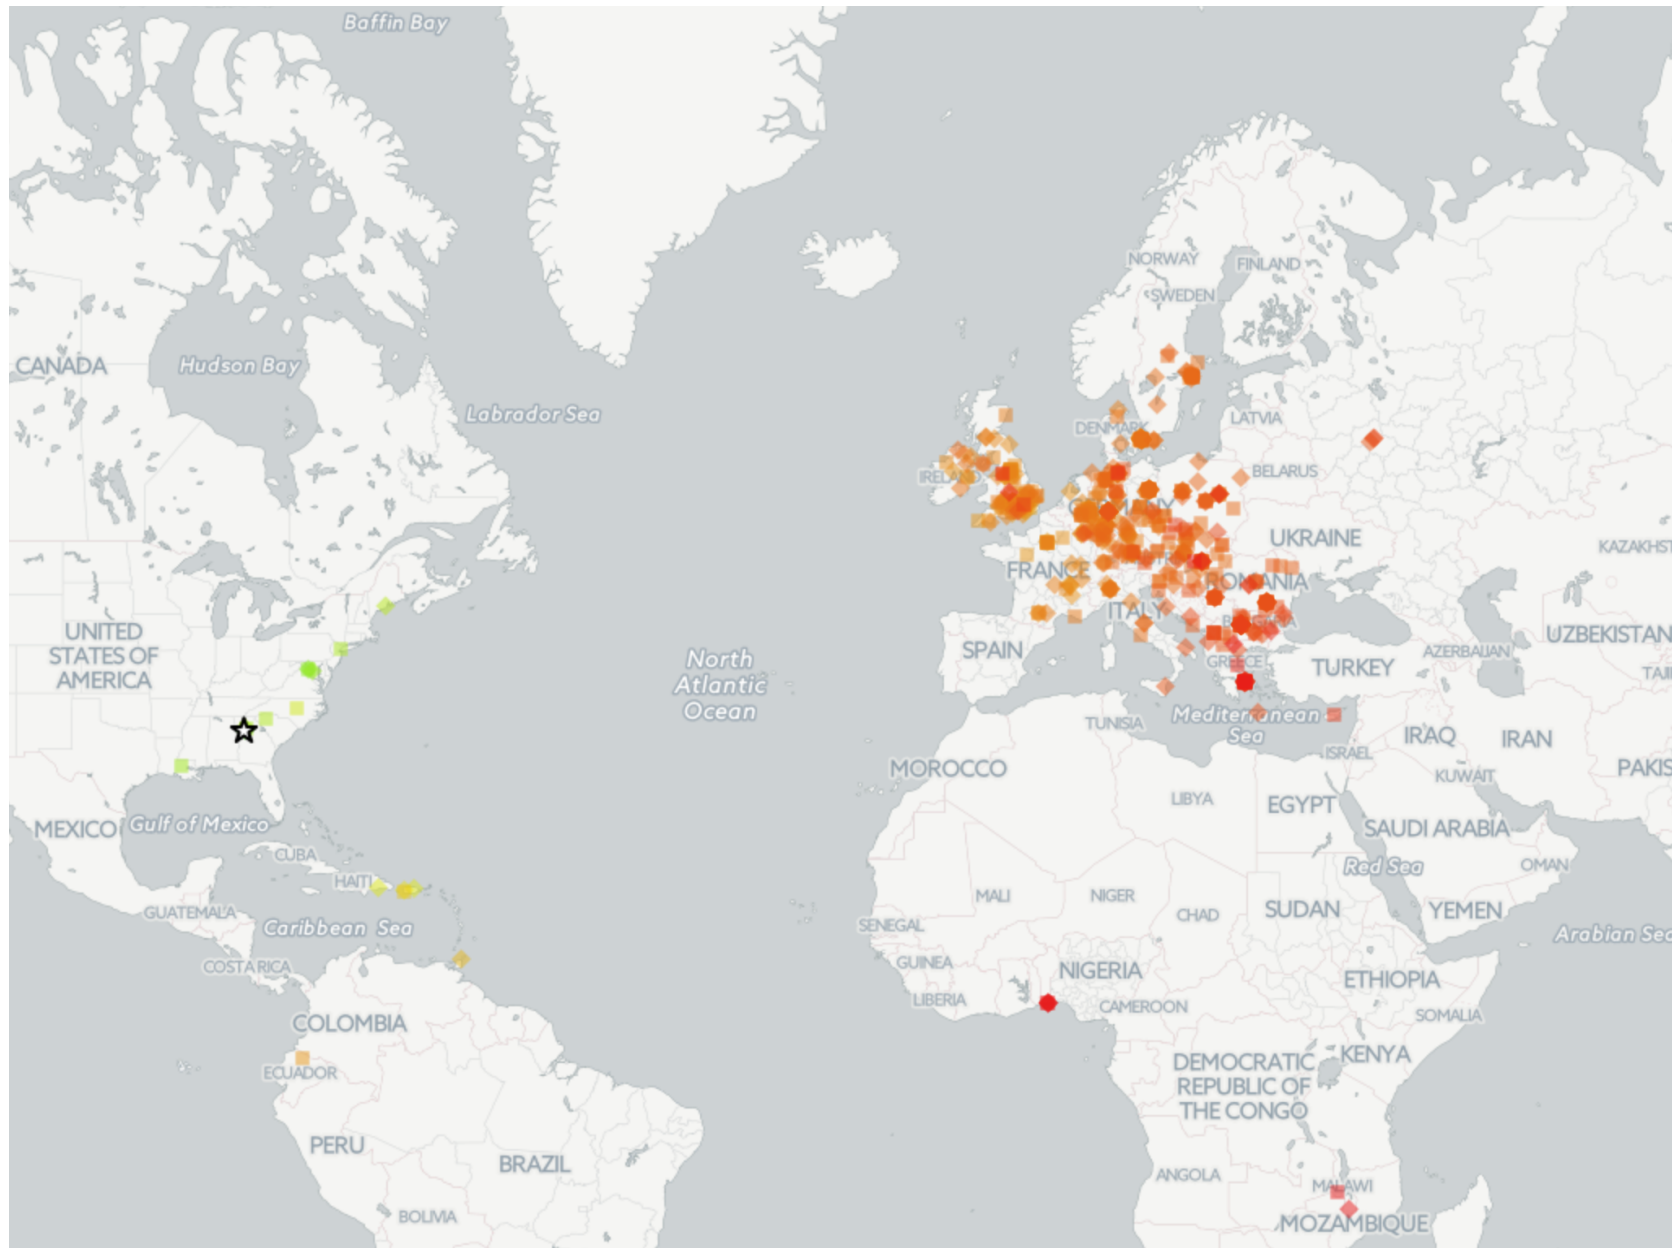 Baffin Bay
NORWAY
FINLAND
SWEDEN
CANADA
Hudson Bay
Labrador Sea
LATVIA
DENMARK
BELARUS
IRELAND
GERMANY
UKRAINE
KAZAKHST
FRANCE
ROMANIA
ITALY
UNITED
STATES OF
AMERICA
UZBEKISTAN
SPAIN
AZERBAIJAN
North
Atlantic
Ocean
GREECE
TURKEY
TAJI
Mediterranean
Sea
TUNISIA
IRAQ
IRAN
ISRAEL
MOROCCO
KUWAIT
PAKIS
LIBYA
EGYPT
MEXICO
Gulf of Mexico
SAUDI ARABIA
CUBA
Red Sea
OMAN
HAITI
MALI
NIGER
GUATEMALA
CHAD
SUDAN
YEMEN
Caribbean Sea
SENEGAL
Arabian Sea
COSTA RICA
GUINEA
NIGERIA
ETHIOPIA
LIBERIA
CAMEROON
SOMALIA
COLOMBIA
KENYA
ECUADOR
DEMOCRATIC
REPUBLIC OF
THE CONGO
PERU
BRAZIL
ANGOLA
MALAWI
BOLIVIA
MOZAMBIQUE